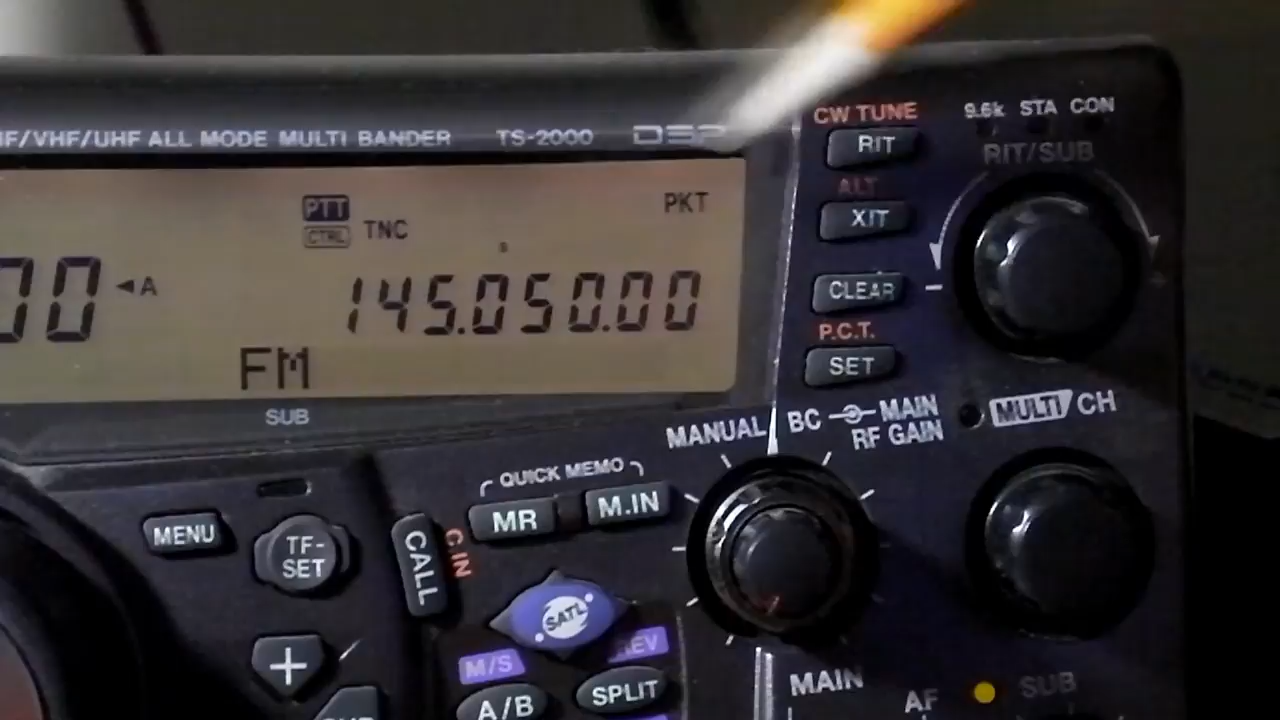 HF/VHF/UHF ALL MODE MULTI BANDER TS-2000 DSP
CW TUNE
9.6k STA CON
RIT
RIT/SUB
ALT
XIT
PTT
CTRL
TNC
PKT
s
00 ◄A
145.050.00
CLEAR
P.C.T.
SET
FM
SUB
MANUAL BC MAIN
RF GAIN
MULTI/CH
QUICK MEMO
MR
M.IN
MENU
TF-
SET
CALL
C.IN
SATL
+
M/S
REV
A/B
SPLIT
MAIN
AF
SUB